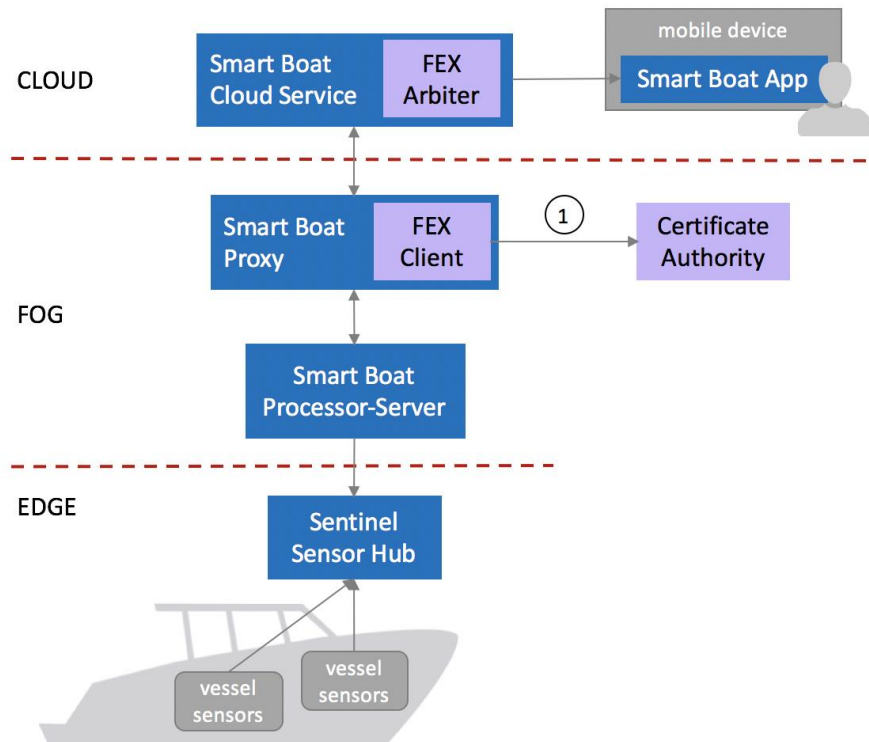 CLOUD
Smart Boat
Cloud Service
FEX
Arbiter
mobile device
Smart Boat App
FOG
Smart Boat
Proxy
FEX
Client
1
Certificate
Authority
Smart Boat
Processor-Server
EDGE
Sentinel
Sensor Hub
vessel
sensors
vessel
sensors